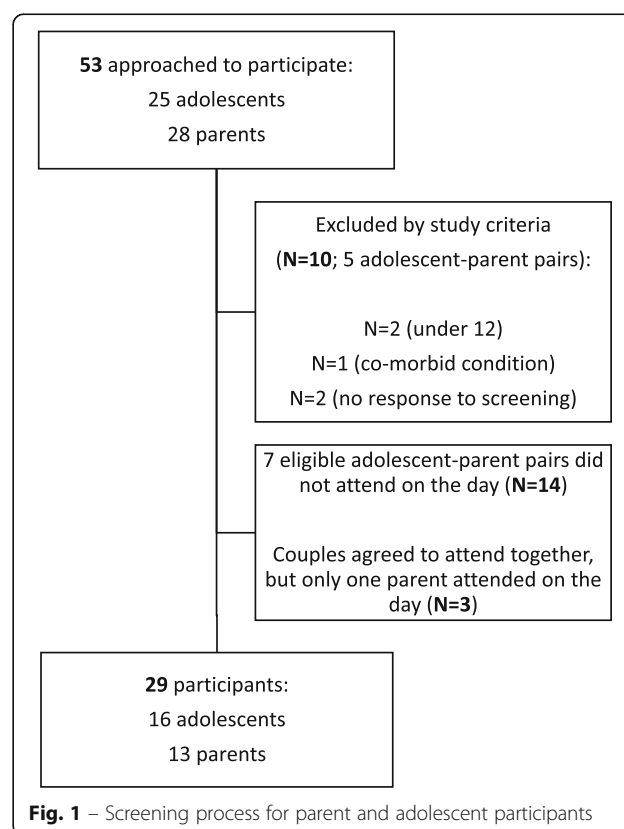 53 approached to participate:
25 adolescents
28 parents
Excluded by study criteria
(N=10; 5 adolescent-parent pairs):
N=2 (under 12)
N=1 (co-morbid condition)
N=2 (no response to screening)
7 eligible adolescent-parent pairs did
not attend on the day (N=14)
Couples agreed to attend together,
but only one parent attended on the
day (N=3)
29 participants:
16 adolescents
13 parents
Fig. 1 – Screening process for parent and adolescent participants